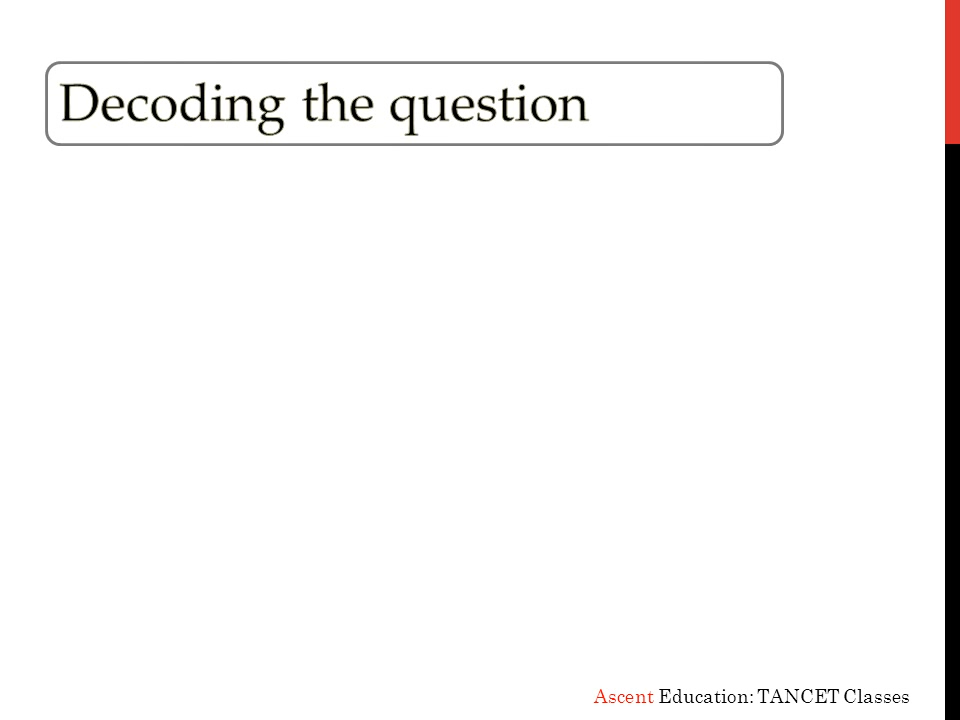 Decoding the question
Ascent Education: TANCET Classes